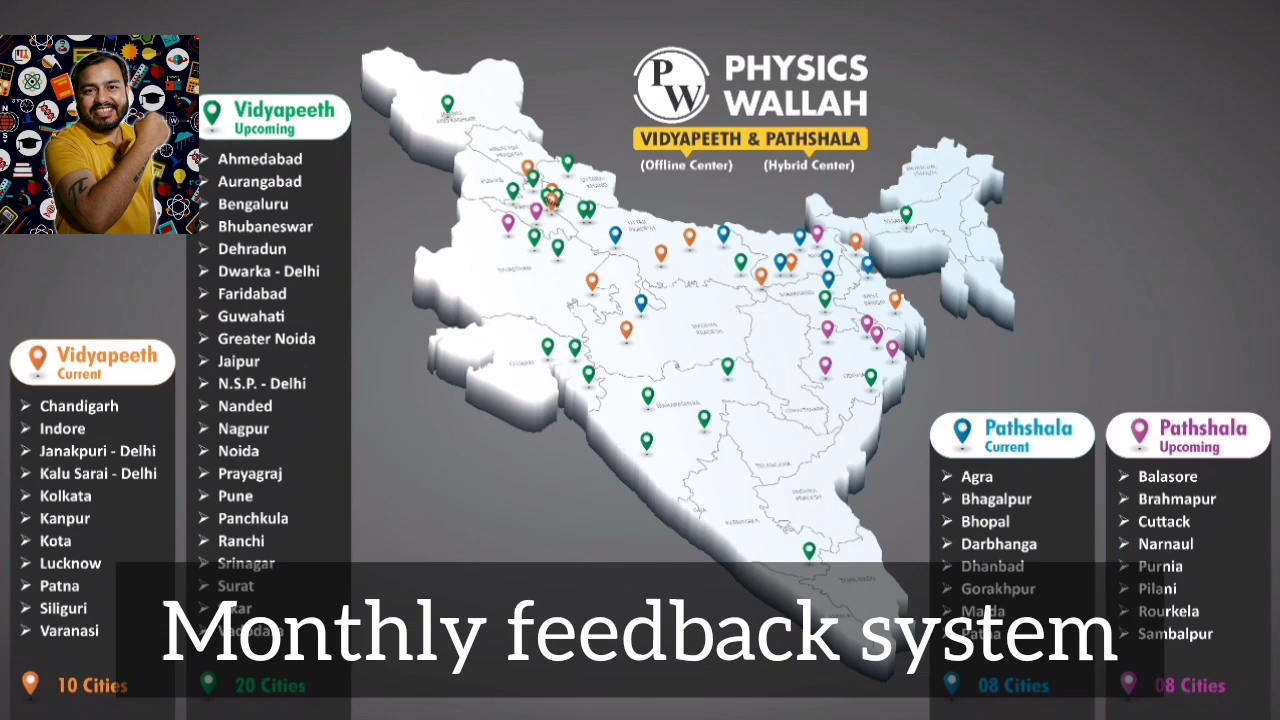 PW
PHYSICS
WALLAH
VIDYAPEETH & PATHSHALA
(Offline Center) (Hybrid Center)
Vidyapeeth
Current
Chandigarh
Indore
Janakpuri - Delhi
Kalu Sarai - Delhi
Kolkata
Kanpur
Kota
Lucknow
Patna
Siliguri
Varanasi
10 Cities
Vidyapeeth
Upcoming
Ahmedabad
Aurangabad
Bengaluru
Bhubaneswar
Dehradun
Dwarka - Delhi
Faridabad
Guwahati
Greater Noida
Jaipur
N.S.P. - Delhi
Nanded
Nagpur
Noida
Prayagraj
Pune
Panchkula
Ranchi
Srinagar
Surat
Vadodara
20 Cities
Pathshala
Current
Agra
Bhagalpur
Bhopal
Darbhanga
Dhanbad
Gorakhpur
Malda
Patna
08 Cities
Pathshala
Upcoming
Balasore
Brahmapur
Cuttack
Narnaul
Purnia
Pilani
Rourkela
Sambalpur
08 Cities
Monthly feedback system